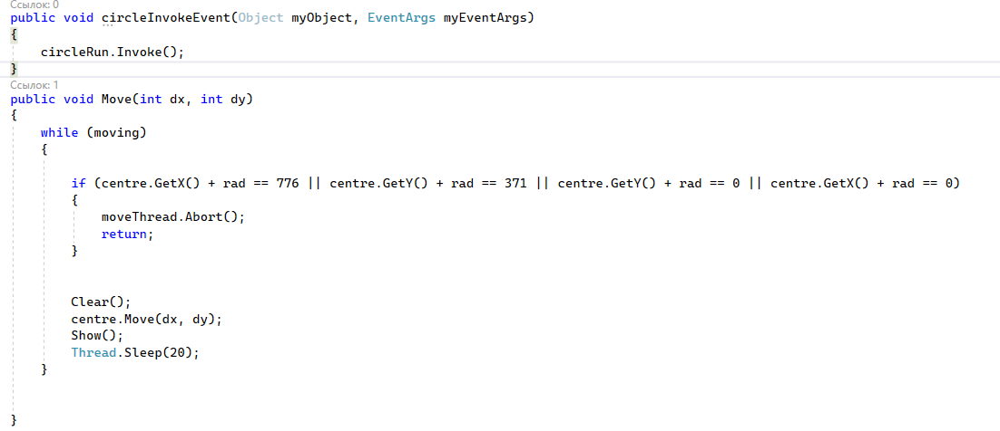 Ссылок: 0
public void circleInvokeEvent(Object myObject, EventArgs myEventArgs)
{
    circleRun.Invoke();
}
Ссылок: 1
public void Move(int dx, int dy)
{
    while (moving)
    {
        if (centre.GetX() + rad == 776 || centre.GetY() + rad == 371 || centre.GetY() + rad == 0 || centre.GetX() + rad == 0)
        {
            moveThread.Abort();
            return;
        }
        Clear();
        centre.Move(dx, dy);
        Show();
        Thread.Sleep(20);
    }
}